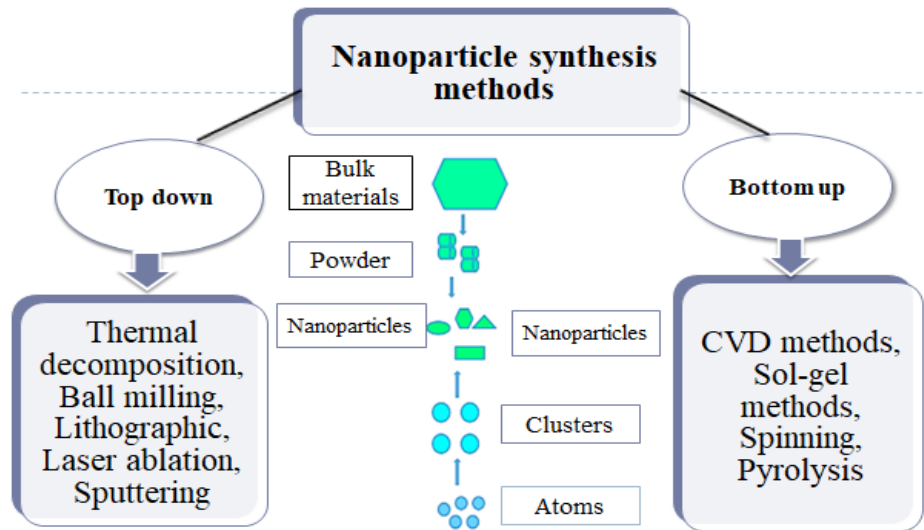 Nanoparticle synthesis
methods
Top down
Bottom up
Bulk
materials
Powder
Nanoparticles
Nanoparticles
Clusters
Atoms
Thermal
decomposition,
Ball milling,
Lithographic,
Laser ablation,
Sputtering
CVD methods,
Sol-gel
methods,
Spinning,
Pyrolysis